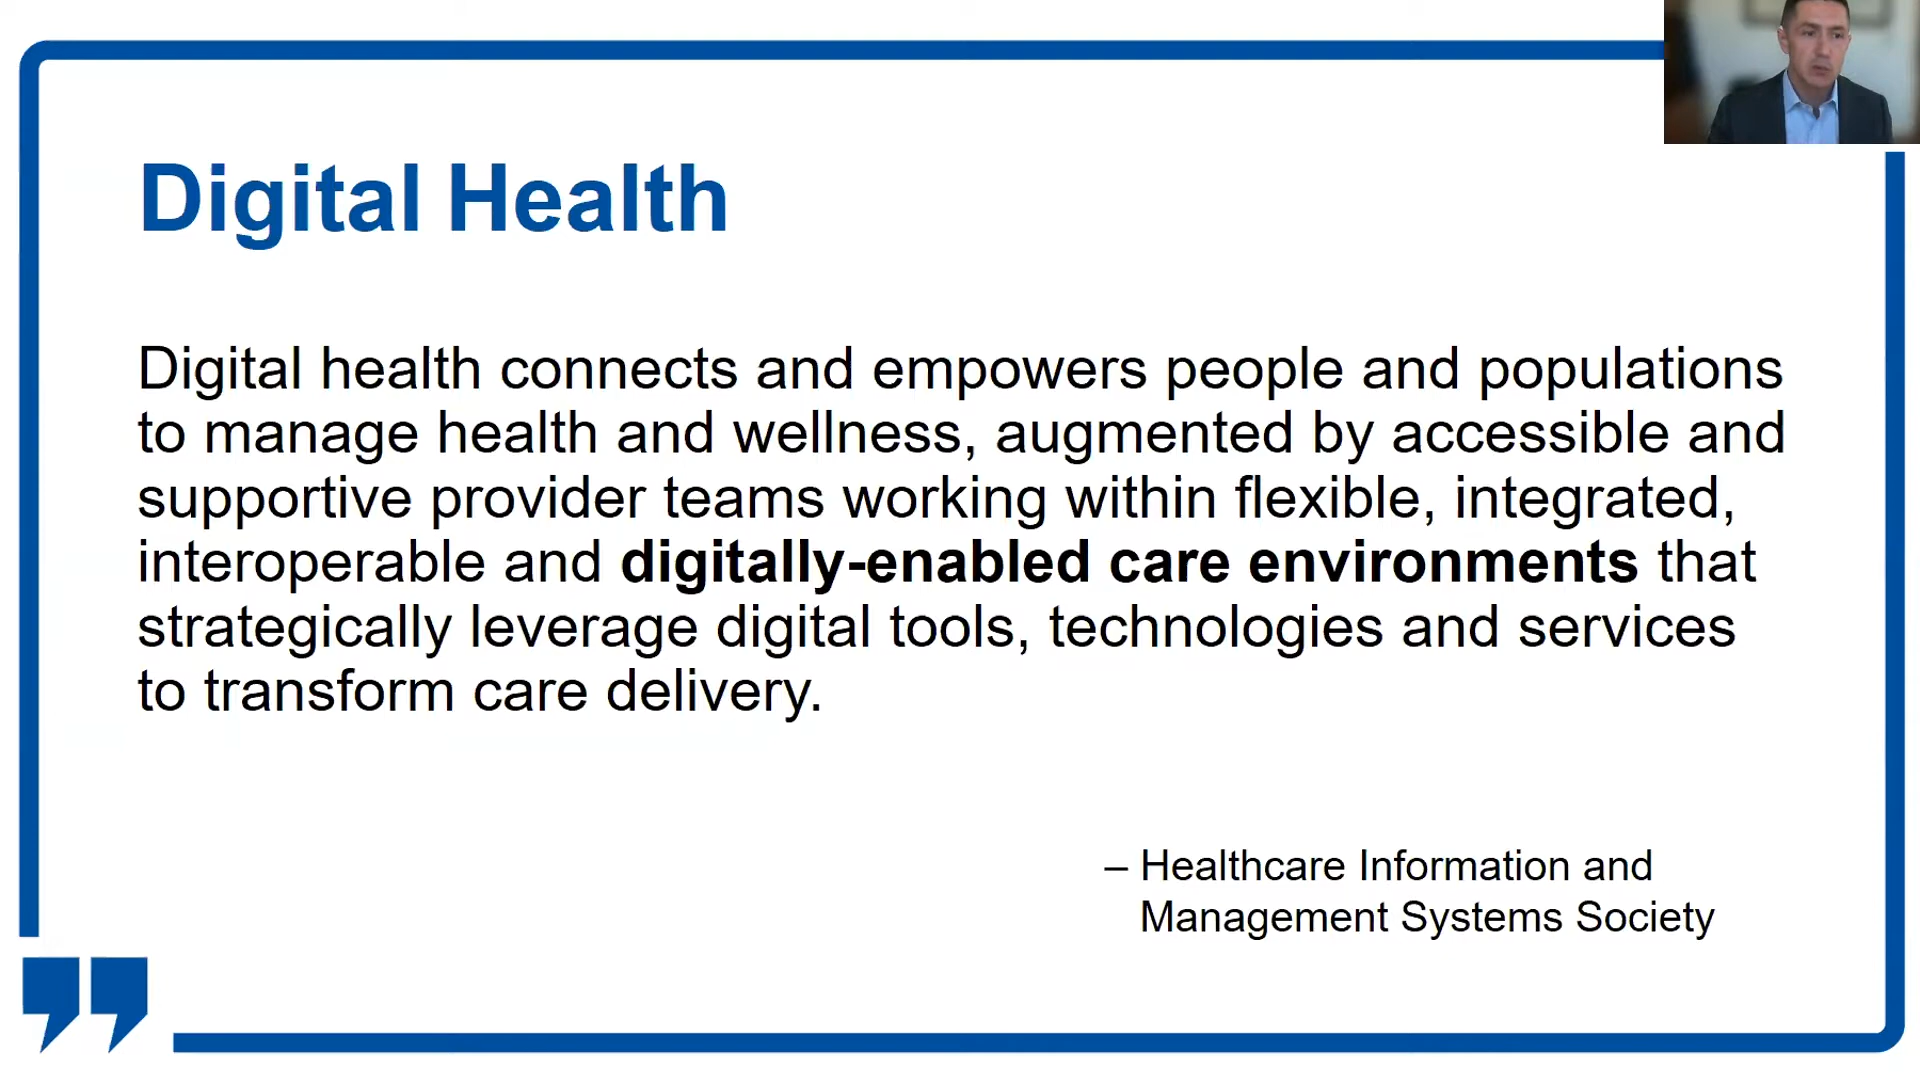 Digital Health
Digital health connects and empowers people and populations
to manage health and wellness, augmented by accessible and
supportive provider teams working within flexible, integrated,
interoperable and digitally-enabled care environments that
strategically leverage digital tools, technologies and services
to transform care delivery.
– Healthcare Information and
Management Systems Society